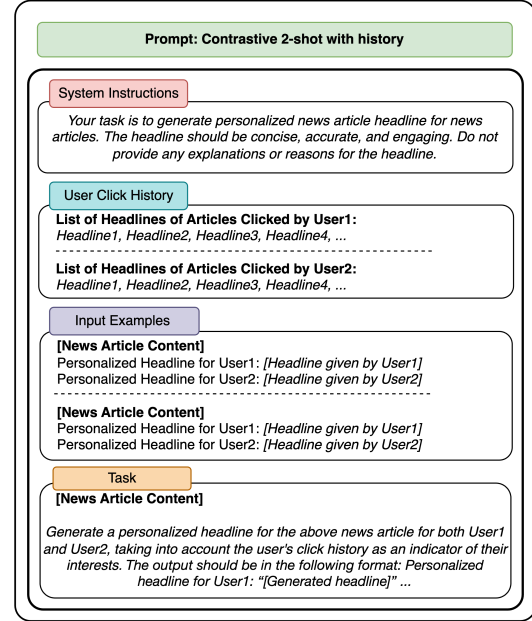 Prompt: Contrastive 2-shot with history
System Instructions
Your task is to generate personalized news article headline for news
articles. The headline should be concise, accurate, and engaging. Do not
provide any explanations or reasons for the headline.
User Click History
List of Headlines of Articles Clicked by User1:
Headline1, Headline2, Headline3, Headline4, ...
List of Headlines of Articles Clicked by User2:
Headline1, Headline2, Headline3, Headline4, ...
Input Examples
[News Article Content]
Personalized Headline for User1: [Headline given by User1]
Personalized Headline for User2: [Headline given by User2]
[News Article Content]
Personalized Headline for User1: [Headline given by User1]
Personalized Headline for User2: [Headline given by User2]
Task
[News Article Content]
Generate a personalized headline for the above news article for both User1
and User2, taking into account the user's click history as an indicator of their
interests. The output should be in the following format: Personalized
headline for User1: “[Generated headline]” ...